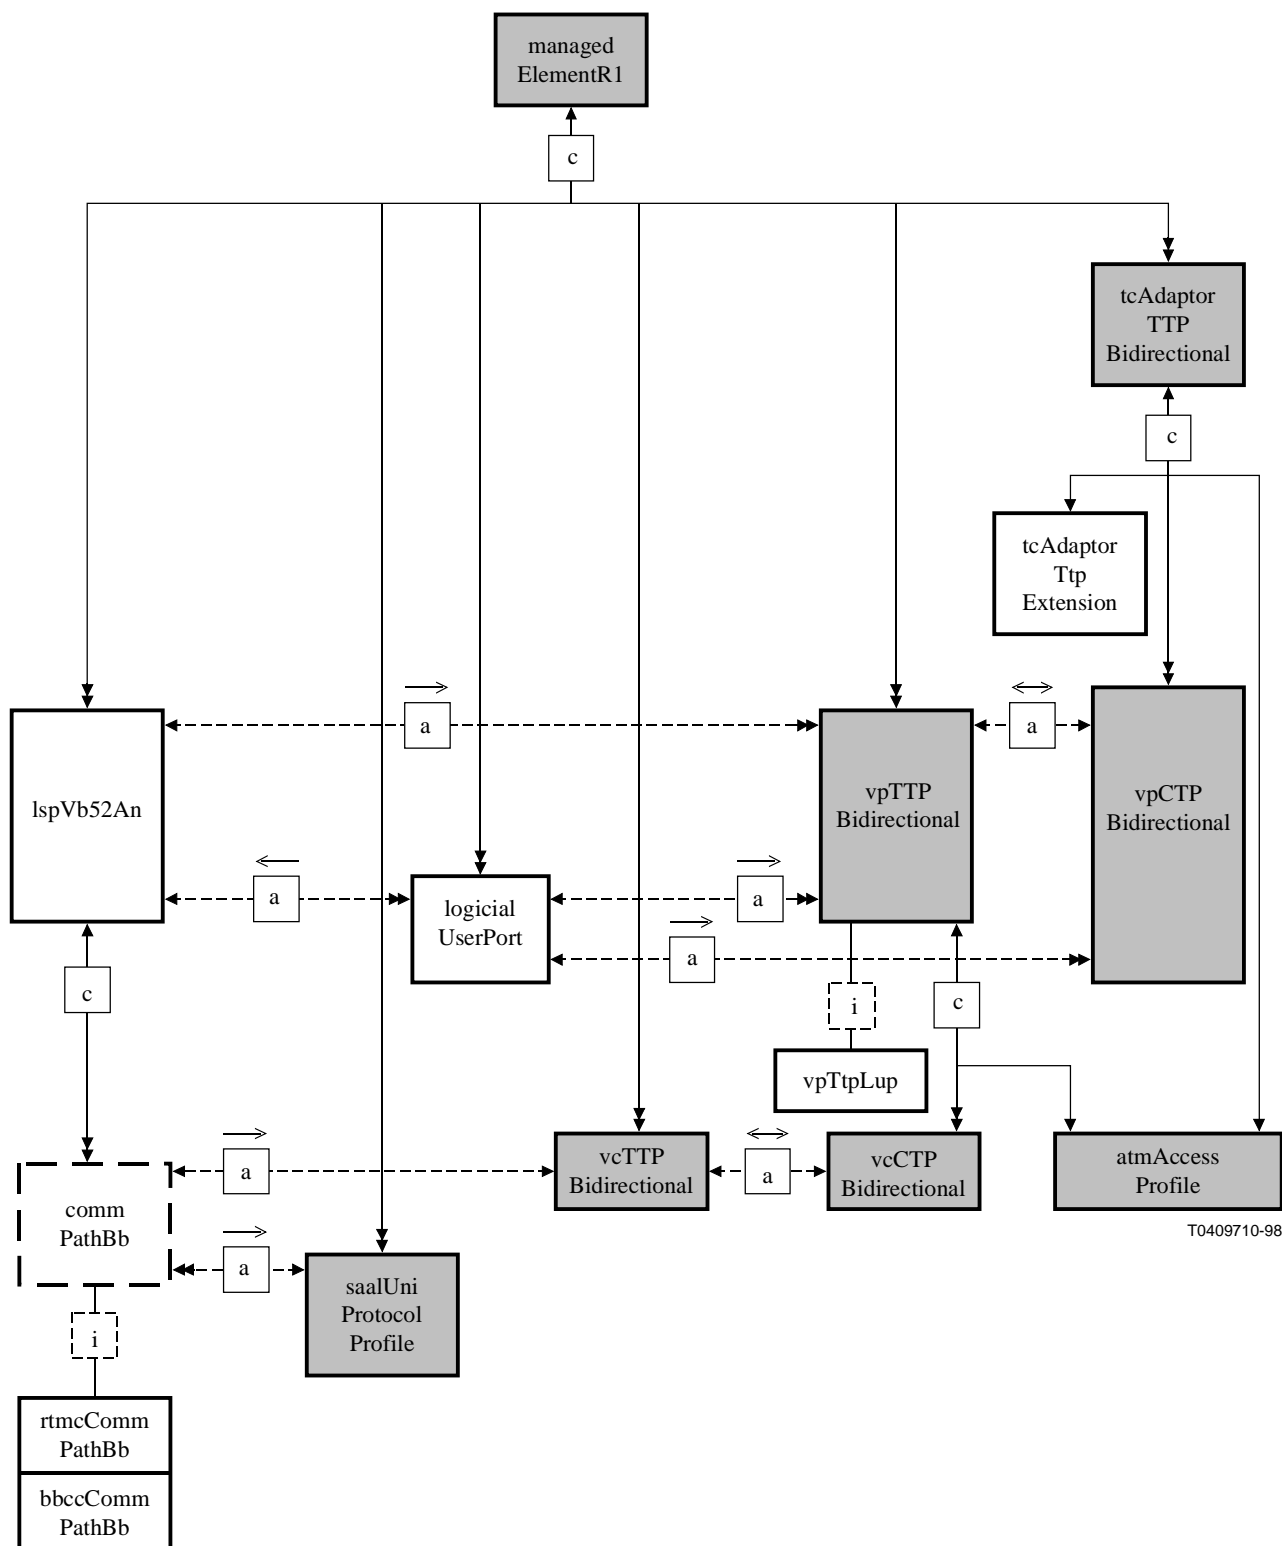 managed
ElementR1
c
tcAdaptor
TTP
Bidirectional
c
tcAdaptor
Ttp
Extension
a
a
lspVb52An
vpTTP
Bidirectional
vpCTP
Bidirectional
a
a
logicial
UserPort
a
c
i
c
vpTtpLup
a
vcTTP
Bidirectional
a
vcCTP
Bidirectional
atmAccess
Profile
comm
PathBb
T0409710-98
a
saalUni
Protocol
Profile
i
rtmcComm
PathBb
bbccComm
PathBb